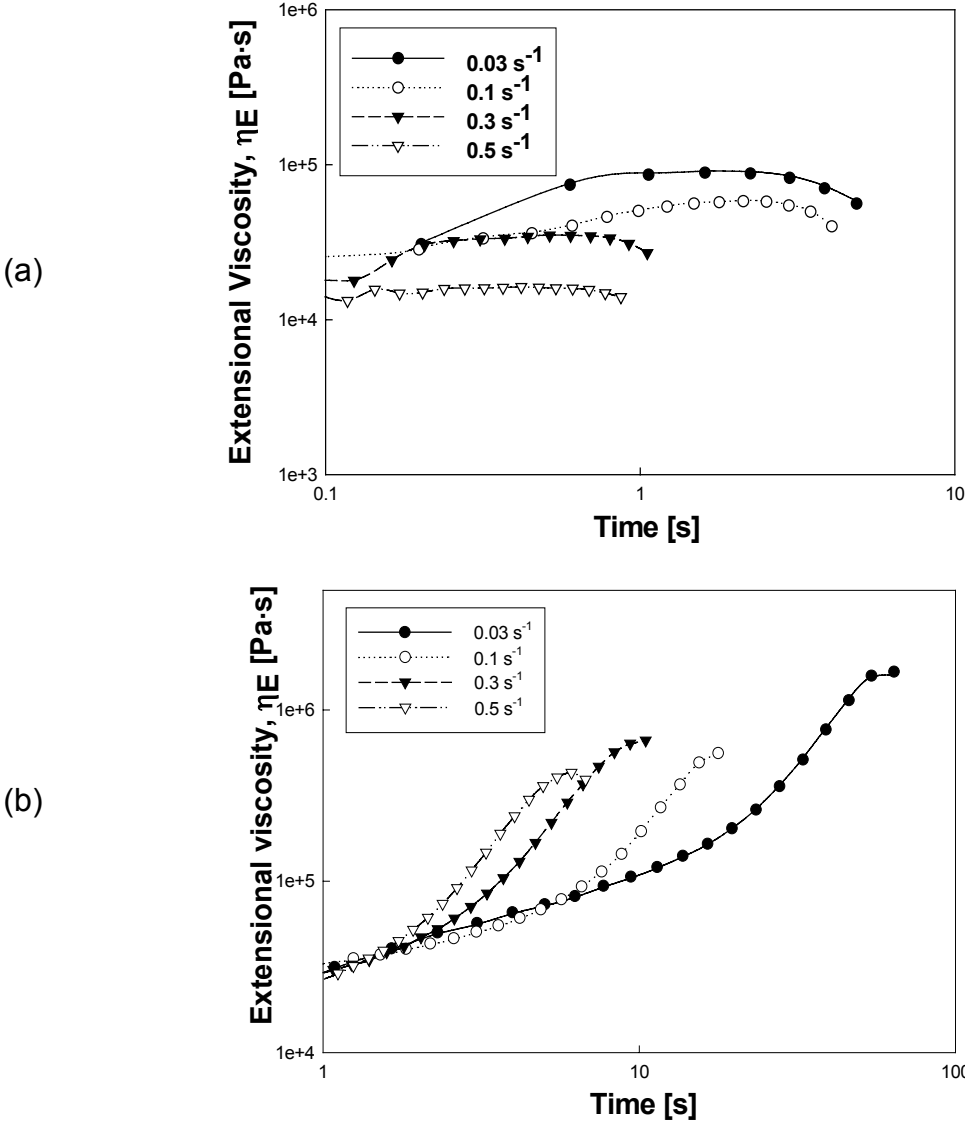 (a)
Extensional Viscosity, ηE [Pa·s]
1e+6
1e+5
1e+4
1e+3
0.03 s-1
0.1 s-1
0.3 s-1
0.5 s-1
0.1
1
10
Time [s]
(b)
Extensional viscosity, ηE [Pa·s]
1e+6
1e+5
1e+4
0.03 s-1
0.1 s-1
0.3 s-1
0.5 s-1
1
10
100
Time [s]